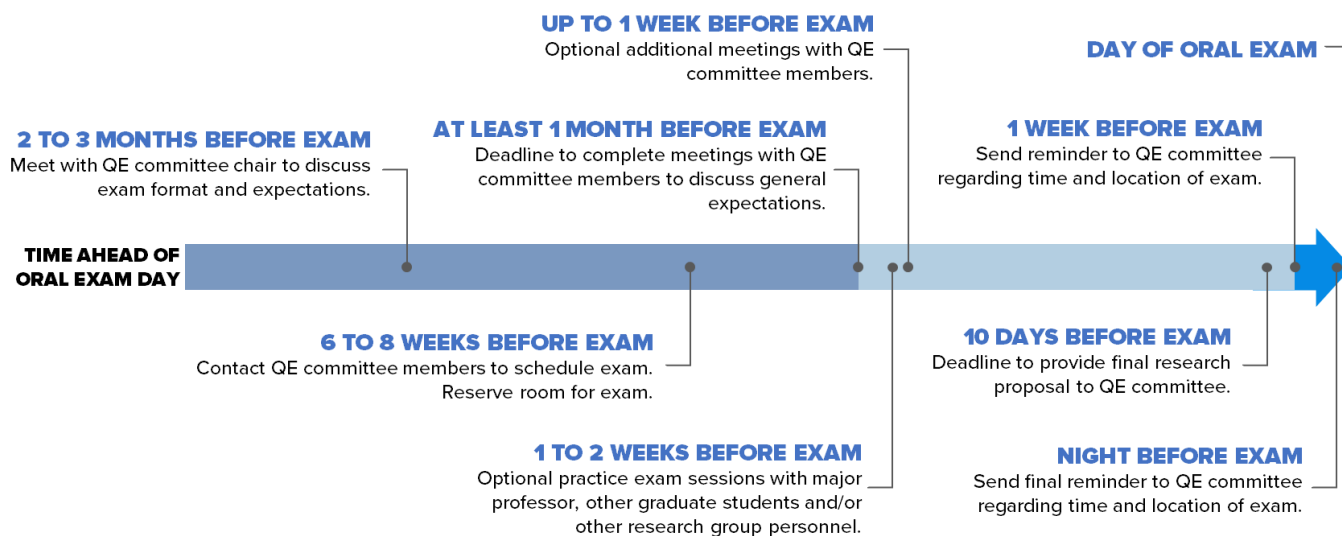 UP TO 1 WEEK BEFORE EXAM
Optional additional meetings with QE
committee members.
DAY OF ORAL EXAM
2 TO 3 MONTHS BEFORE EXAM
Meet with QE committee chair to discuss
exam format and expectations.
AT LEAST 1 MONTH BEFORE EXAM
Deadline to complete meetings with QE
committee members to discuss general
expectations.
1 WEEK BEFORE EXAM
Send reminder to QE committee
regarding time and location of exam.
TIME AHEAD OF
ORAL EXAM DAY
6 TO 8 WEEKS BEFORE EXAM
Contact QE committee members to schedule exam.
Reserve room for exam.
10 DAYS BEFORE EXAM
Deadline to provide final research
proposal to QE committee.
1 TO 2 WEEKS BEFORE EXAM
Optional practice exam sessions with major
professor, other graduate students and/or
other research group personnel.
NIGHT BEFORE EXAM
Send final reminder to QE committee
regarding time and location of exam.